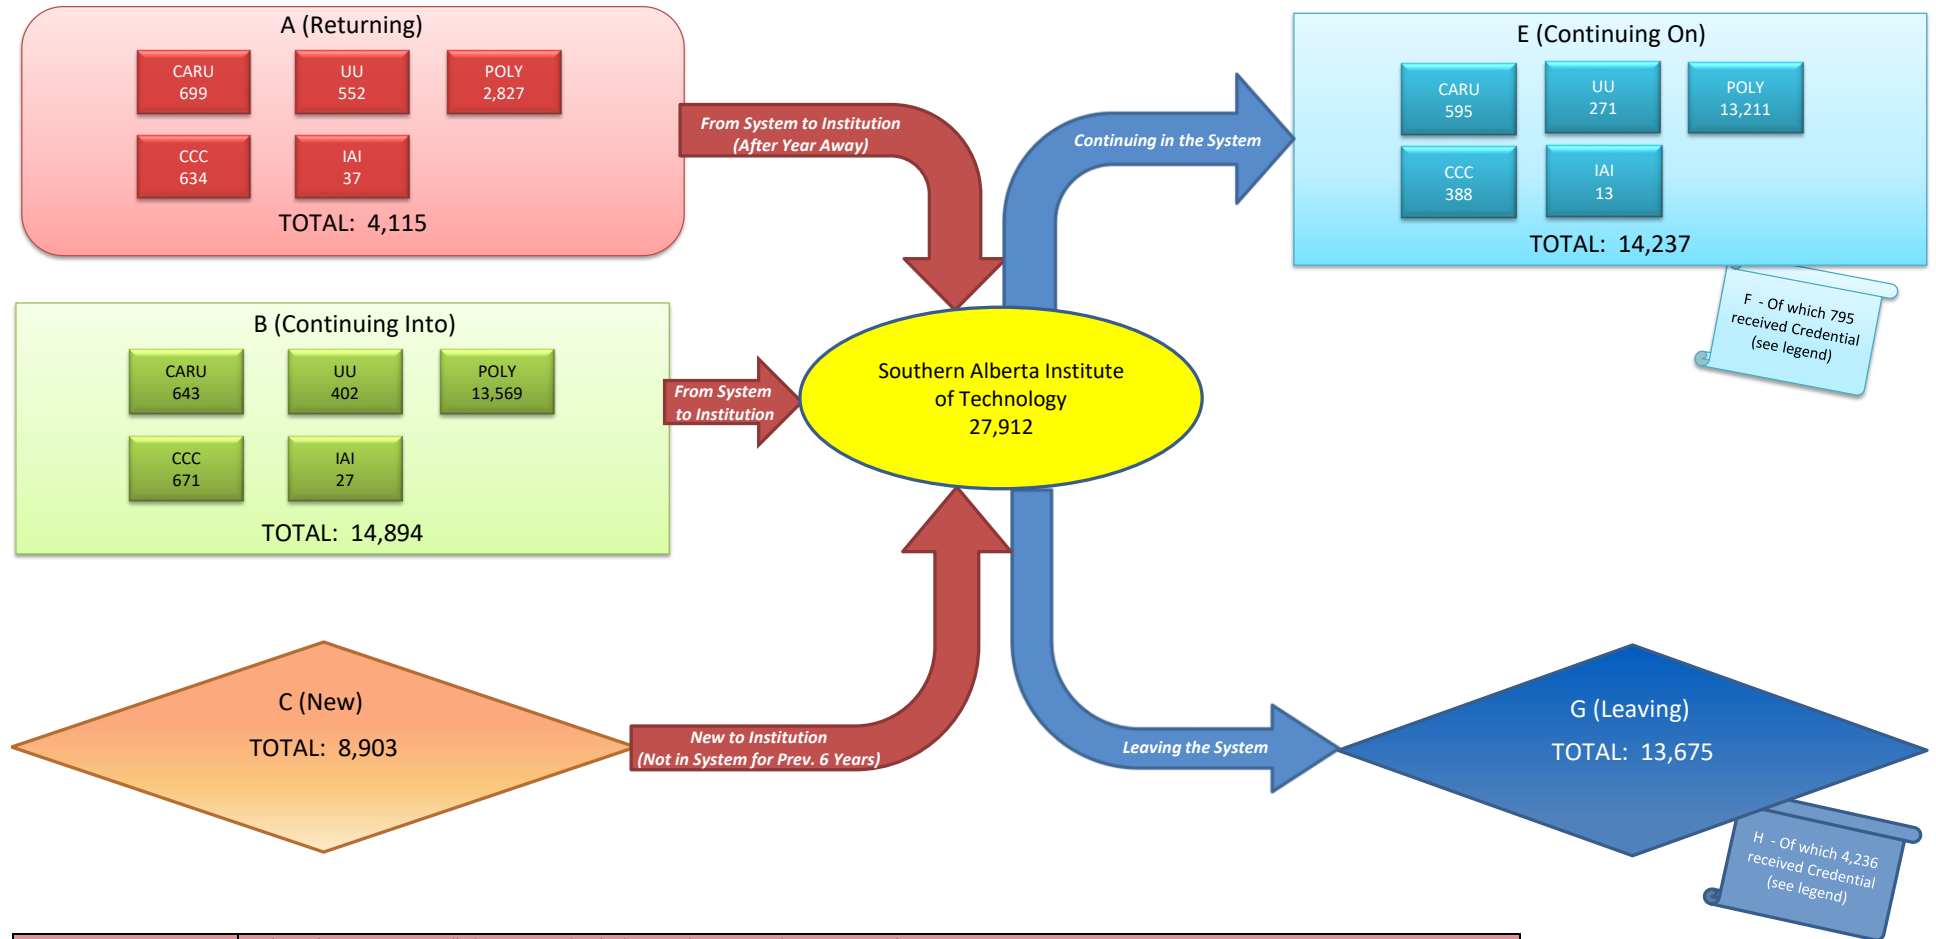 A (Returning)
CARU
699
UU
552
POLY
2,827
CCC
634
IAI
37
TOTAL:  4,115
From System to Institution
(After Year Away)
B (Continuing Into)
CARU
643
UU
402
POLY
13,569
CCC
671
IAI
27
TOTAL:  14,894
From System
to Institution
C (New)
TOTAL:  8,903
New to Institution
(Not in System for Prev. 6 Years)
Southern Alberta Institute
of Technology
27,912
Continuing in the System
E (Continuing On)
CARU
595
UU
271
POLY
13,211
CCC
388
IAI
13
TOTAL:  14,237
F  - Of which 795
received Credential
(see legend)
Leaving the System
G (Leaving)
TOTAL:  13,675
H  - Of which 4,236
received Credential
(see legend)